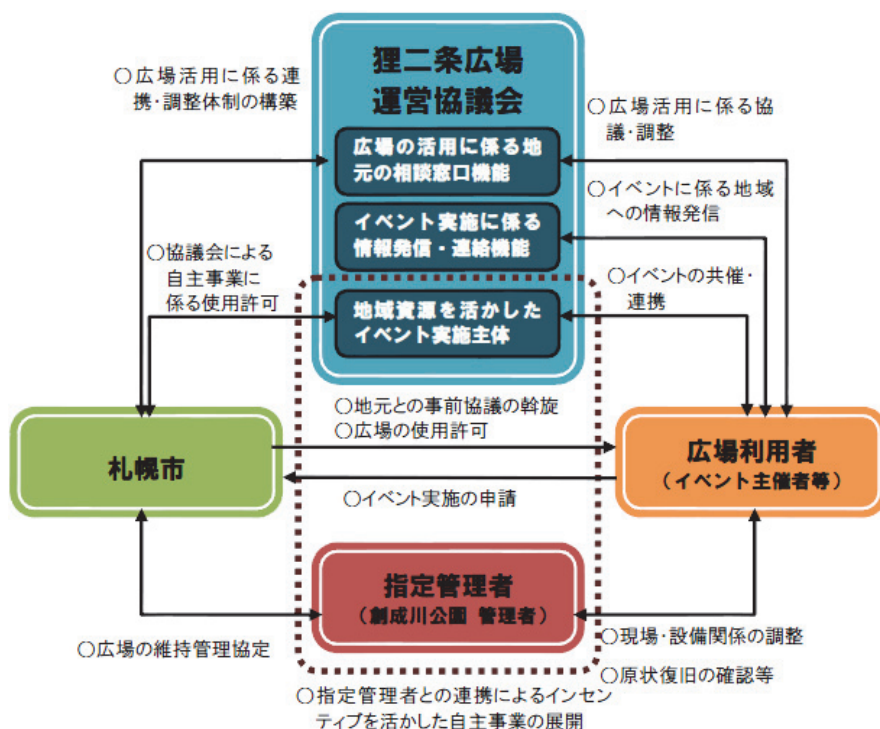 狸二条広場
運営協議会
○広場活用に係る連
携・調整体制の構築
広場の活用に係る地
元の相談窓口機能
○広場活用に係る協
議・調整
○イベントに係る地域
への情報発信
イベント実施に係る
情報発信・連絡機能
○協議会による
自主事業に
係る使用許可
地域資源を活かした
イベント実施主体
○イベントの共催・
連携
○地元との事前協議の斡旋
○広場の使用許可
札幌市
広場利用者
（イベント主催者等）
○イベント実施の申請
指定管理者
（創成川公園 管理者）
○広場の維持管理協定
○現場・設備関係の調整
○原状復旧の確認等
○指定管理者との連携によるインセン
ティブを活かした自主事業の展開